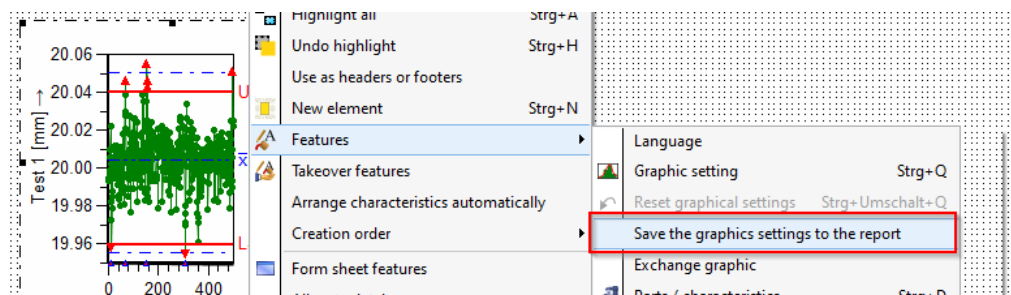 Highlight all Strg+A
Undo highlight Strg+H
Use as headers or footers
New element Strg+N
Features
Takeover features
Arrange characteristics automatically
Creation order
Form sheet features
Language
Graphic setting Strg+Q
Reset graphical settings Strg+Umschalt+Q
Save the graphics settings to the report
Exchange graphic
Parts / characteristics Strg+D
Test 1 [mm] →
20.06
20.04
20.02
20.00
19.98
19.96
U
x
L
0 200 400